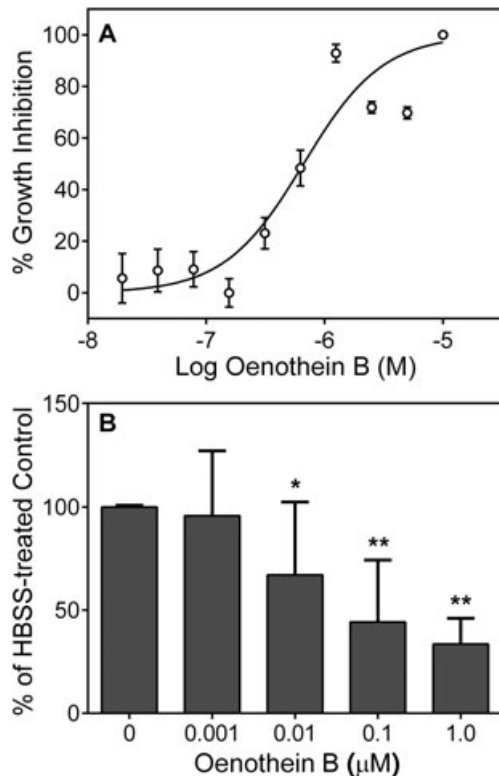 A
100
80
60
40
20
0
% Growth Inhibition
-8 -7 -6 -5
Log Oenothein B (M)
B
150
100
50
0
% of HBSS-treated Control
* ** **
0 0.001 0.01 0.1 1.0
Oenothein B (μM)